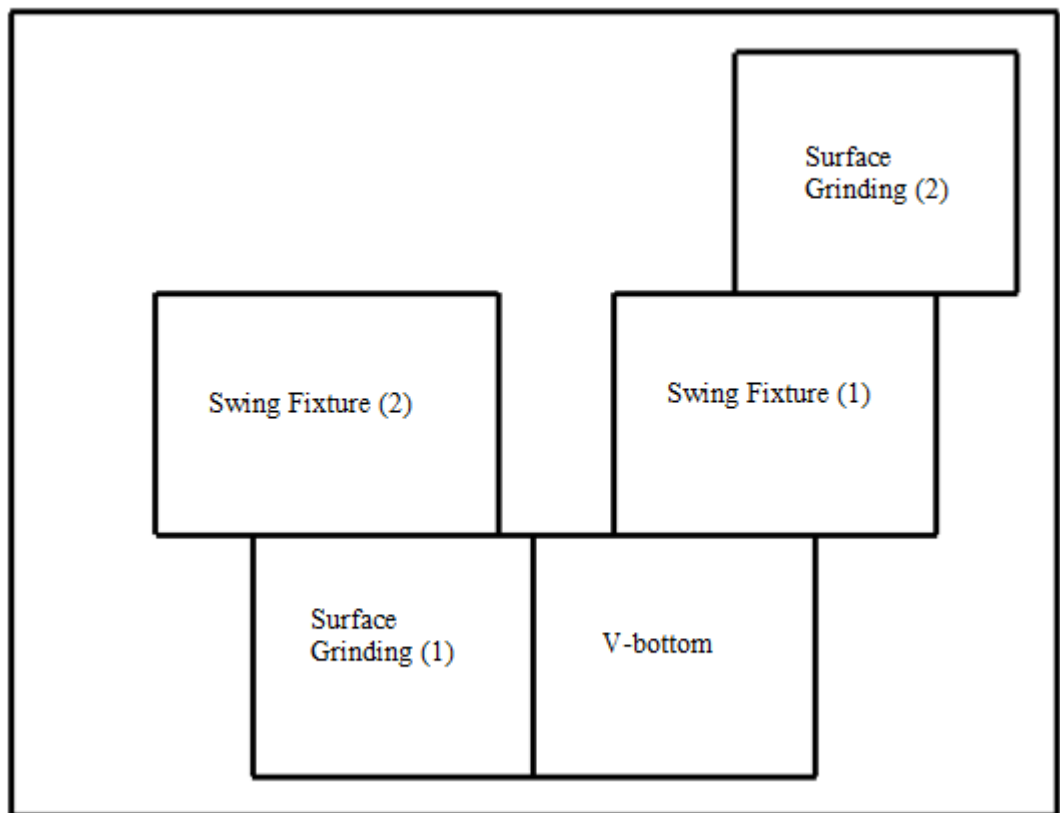 Surface
Grinding (2)
Swing Fixture (2)
Swing Fixture (1)
Surface
Grinding (1)
V-bottom